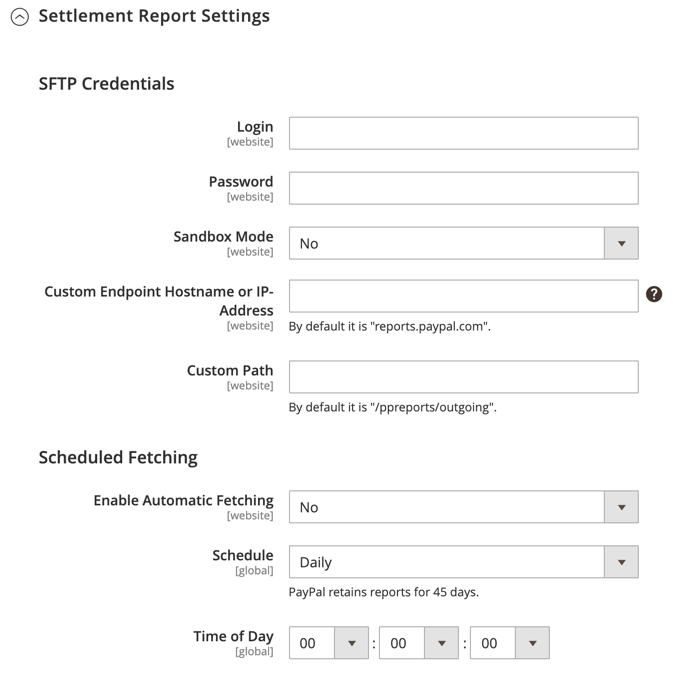 Settlement Report Settings
SFTP Credentials
Login
[website]
Password
[website]
Sandbox Mode
[website]
No
Custom Endpoint Hostname or IP-
Address
[website]
?
By default it is "reports.paypal.com".
Custom Path
[website]
By default it is "/ppreports/outgoing".
Scheduled Fetching
Enable Automatic Fetching
[website]
No
Schedule
[global]
Daily
PayPal retains reports for 45 days.
Time of Day
[global]
00 : 00 : 00